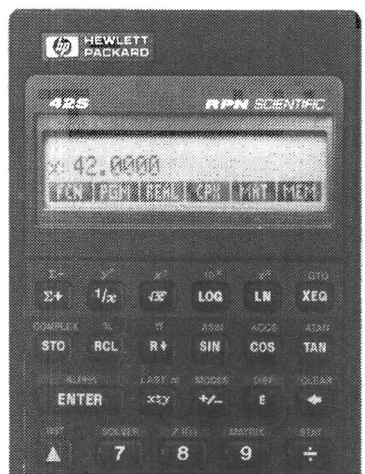 hp HEWLETT
PACKARD
42S RPN SCIENTIFIC
x: 42.0000
FCN PGM REAL CPX MAT MEM
Σ− y^x x² 10^x e^x GTO
Σ+ 1/x √x LOG LN XEQ
COMPLEX % π ASIN ACOS ATAN
STO RCL R↓ SIN COS TAN
ALPHA LAST x MODES DISP CLEAR
ENTER x≷y +/− E
SOLVER MATRIX STAT
7 8 9 ÷